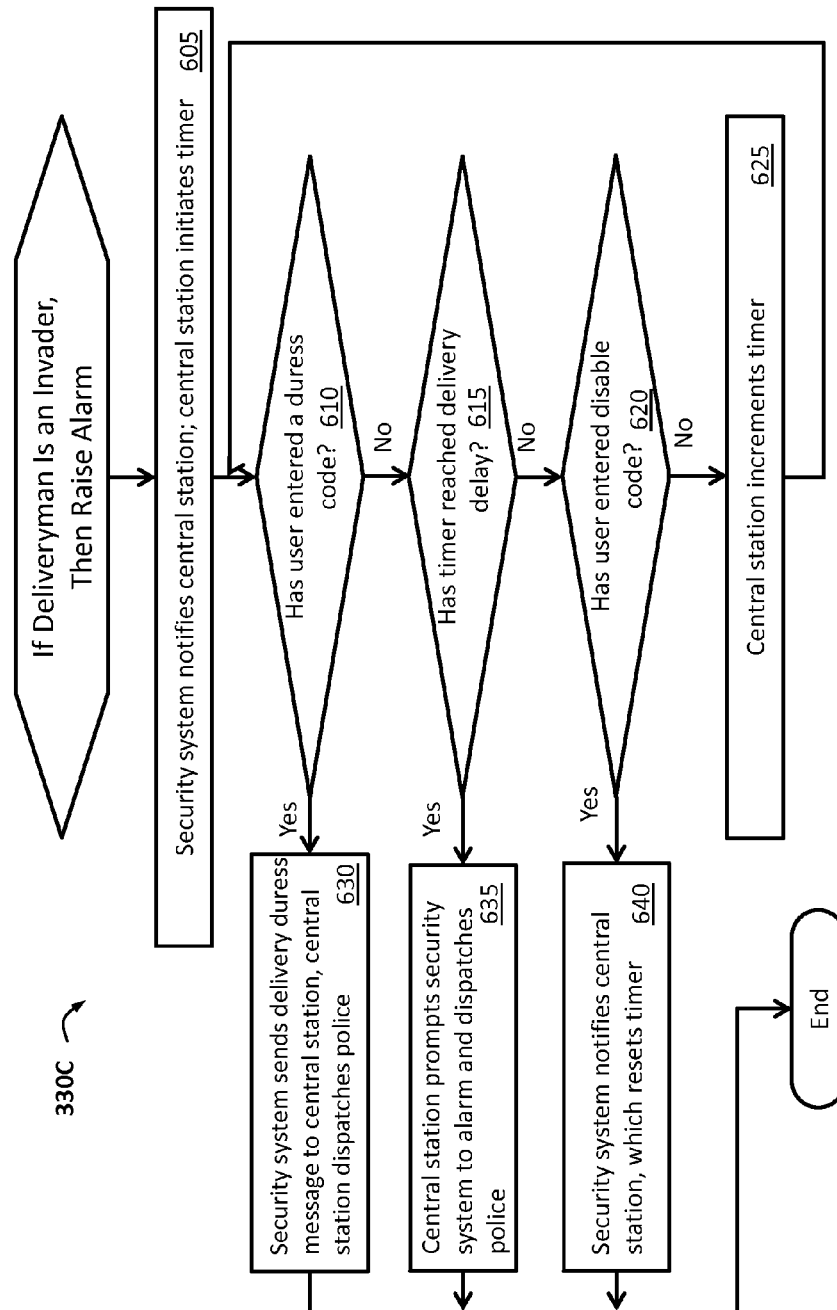 330C
If Deliveryman Is an Invader,
Then Raise Alarm
Security system notifies central station; central station initiates timer 605
Has user entered a duress
code? 610
Yes
No
Security system sends delivery duress
message to central station, central
station dispatches police
630
Has timer reached delivery
delay? 615
Yes
No
Central station prompts security
system to alarm and dispatches
police
635
Has user entered disable
code? 620
Yes
No
Security system notifies central
station, which resets timer
640
Central station increments timer
625
End